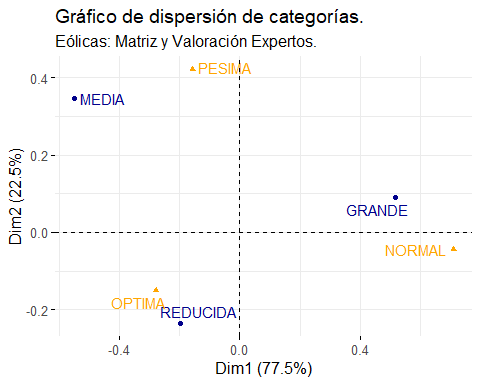 Gráfico de dispersión de categorías.
Eólicas: Matriz y Valoración Expertos.
PESIMA
MEDIA
GRANDE
NORMAL
OPTIMA
REDUCIDA
0.4
0.2
0.0
-0.2
Dim2 (22.5%)
-0.4
0.0
0.4
Dim1 (77.5%)